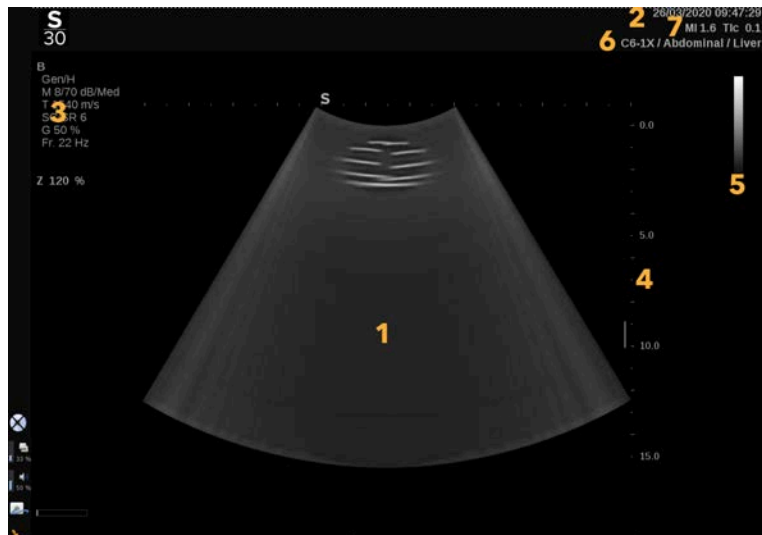 S
30
2
26/03/2020 09:47:29
7
MI 1.6 TIc 0.1
6
C6-1X / Abdominal / Liver
B
Gen/H
M 8/70 dB/Med
3
G 50 %
Fr. 22 Hz
Z 120 %
S
0.0
5.0
10.0
15.0
5
4
1
33 %
50 %